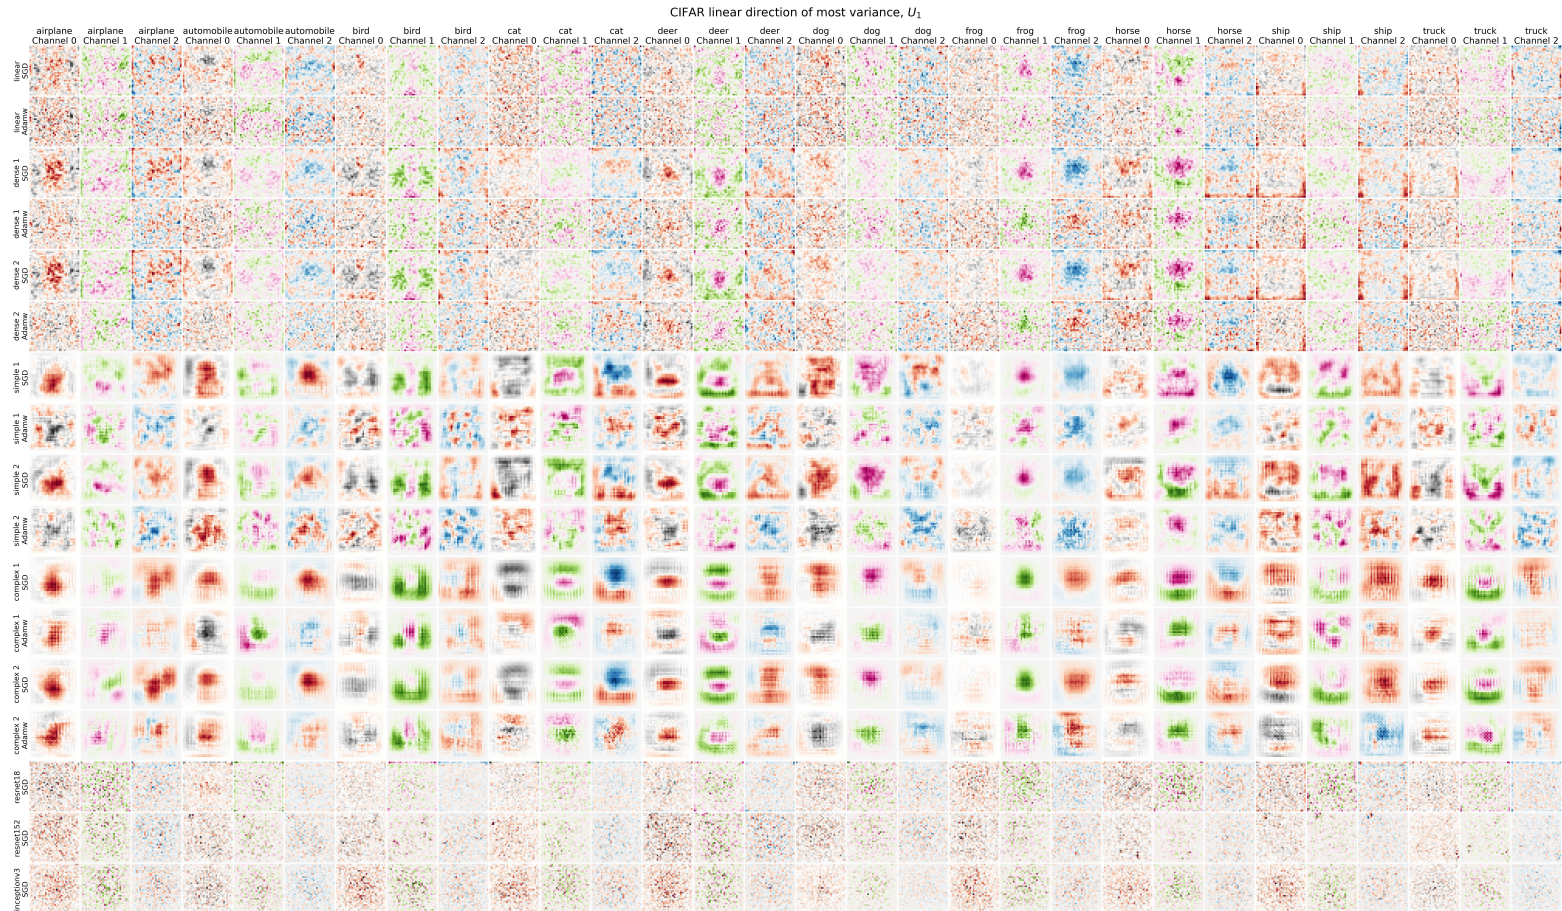 CIFAR linear direction of most variance, U₁
airplane Channel 0
airplane Channel 1
airplane Channel 2
automobile Channel 0
automobile Channel 1
automobile Channel 2
bird Channel 0
bird Channel 1
bird Channel 2
cat Channel 0
cat Channel 1
cat Channel 2
deer Channel 0
deer Channel 1
deer Channel 2
dog Channel 0
dog Channel 1
dog Channel 2
frog Channel 0
frog Channel 1
frog Channel 2
horse Channel 0
horse Channel 1
horse Channel 2
ship Channel 0
ship Channel 1
ship Channel 2
truck Channel 0
truck Channel 1
truck Channel 2
linear SGD
linear Adamw
dense 1 SGD
dense 1 Adamw
dense 2 SGD
dense 2 Adamw
simple 1 SGD
simple 1 Adamw
simple 2 SGD
simple 2 Adamw
complex 1 SGD
complex 1 Adamw
complex 2 SGD
complex 2 Adamw
resnet18 SGD
resnet152 SGD
inceptionv3 SGD